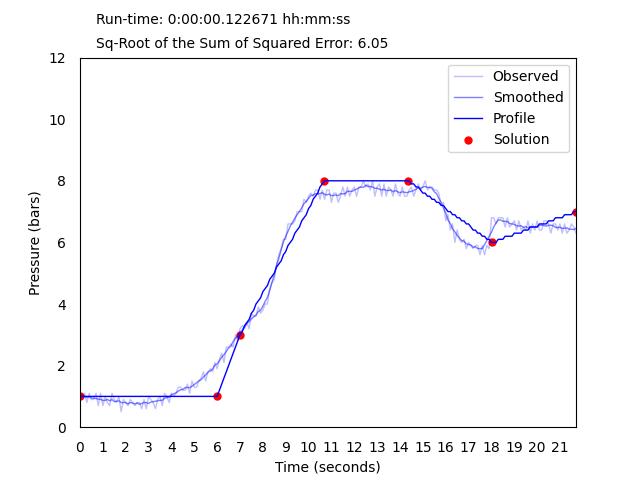 Run-time: 0:00:00.122671 hh:mm:ss
Sq-Root of the Sum of Squared Error: 6.05
12
10
8
6
4
2
0
Pressure (bars)
Observed
Smoothed
Profile
Solution
0 1 2 3 4 5 6 7 8 9 10 11 12 13 14 15 16 17 18 19 20 21
Time (seconds)